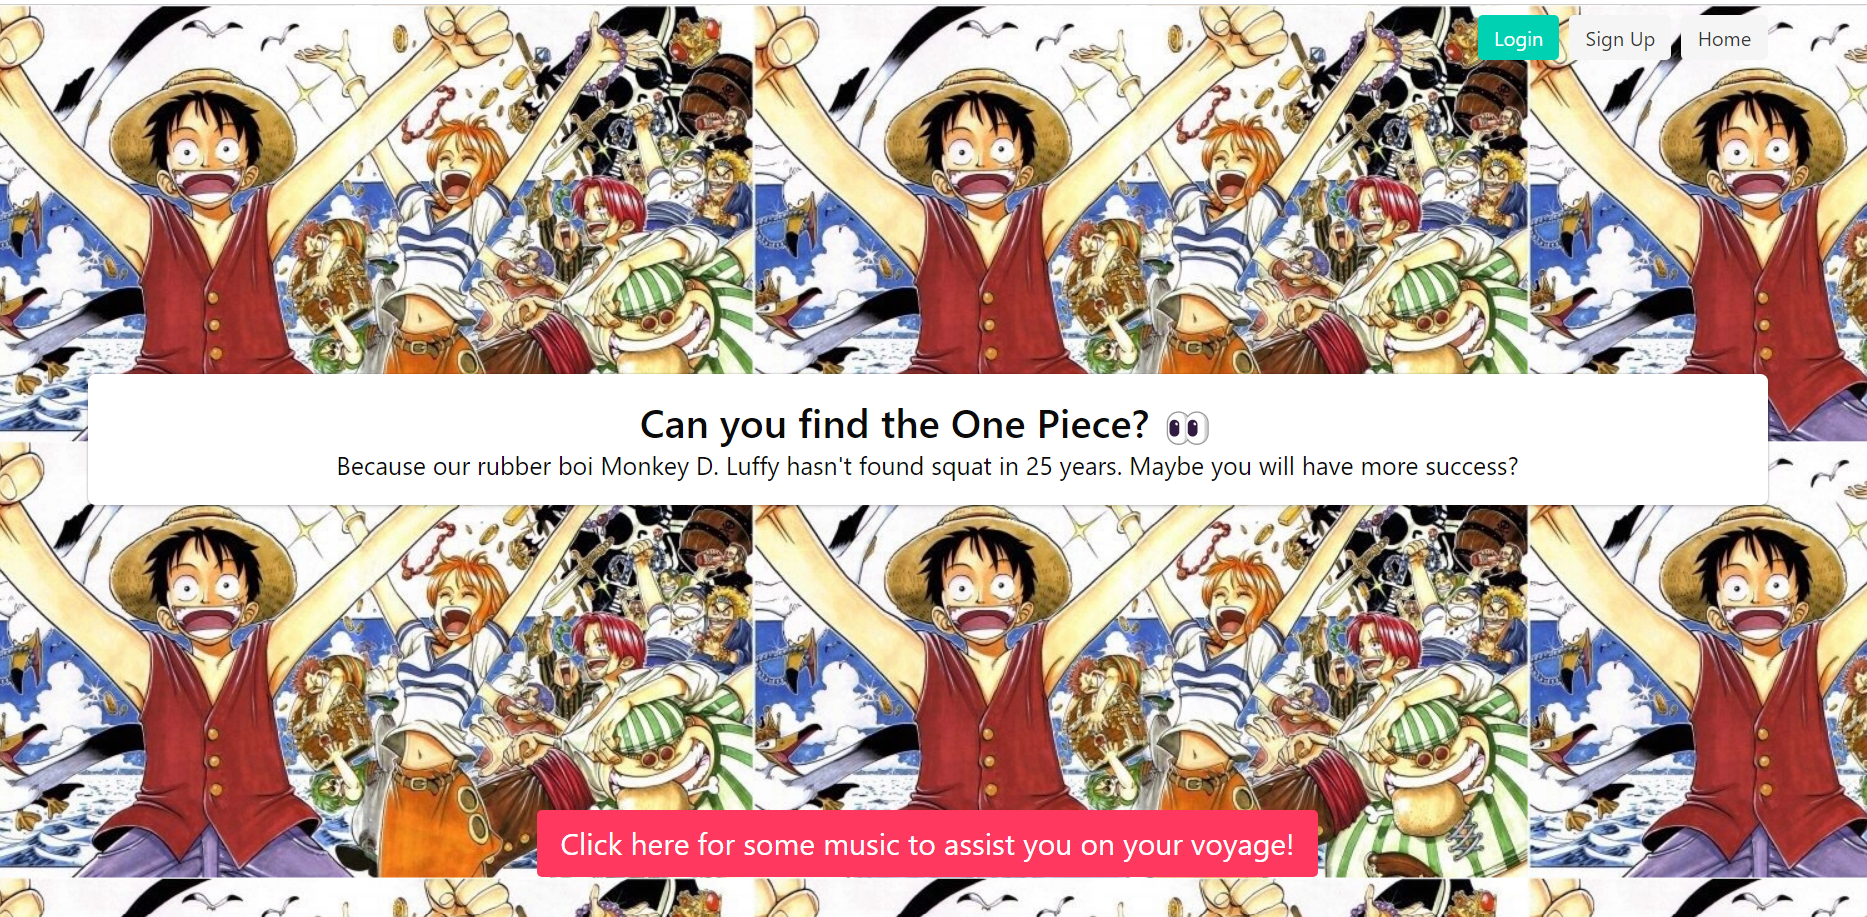 Login
Sign Up
Home
Can you find the One Piece? 👀
Because our rubber boi Monkey D. Luffy hasn't found squat in 25 years. Maybe you will have more success?
Click here for some music to assist you on your voyage!